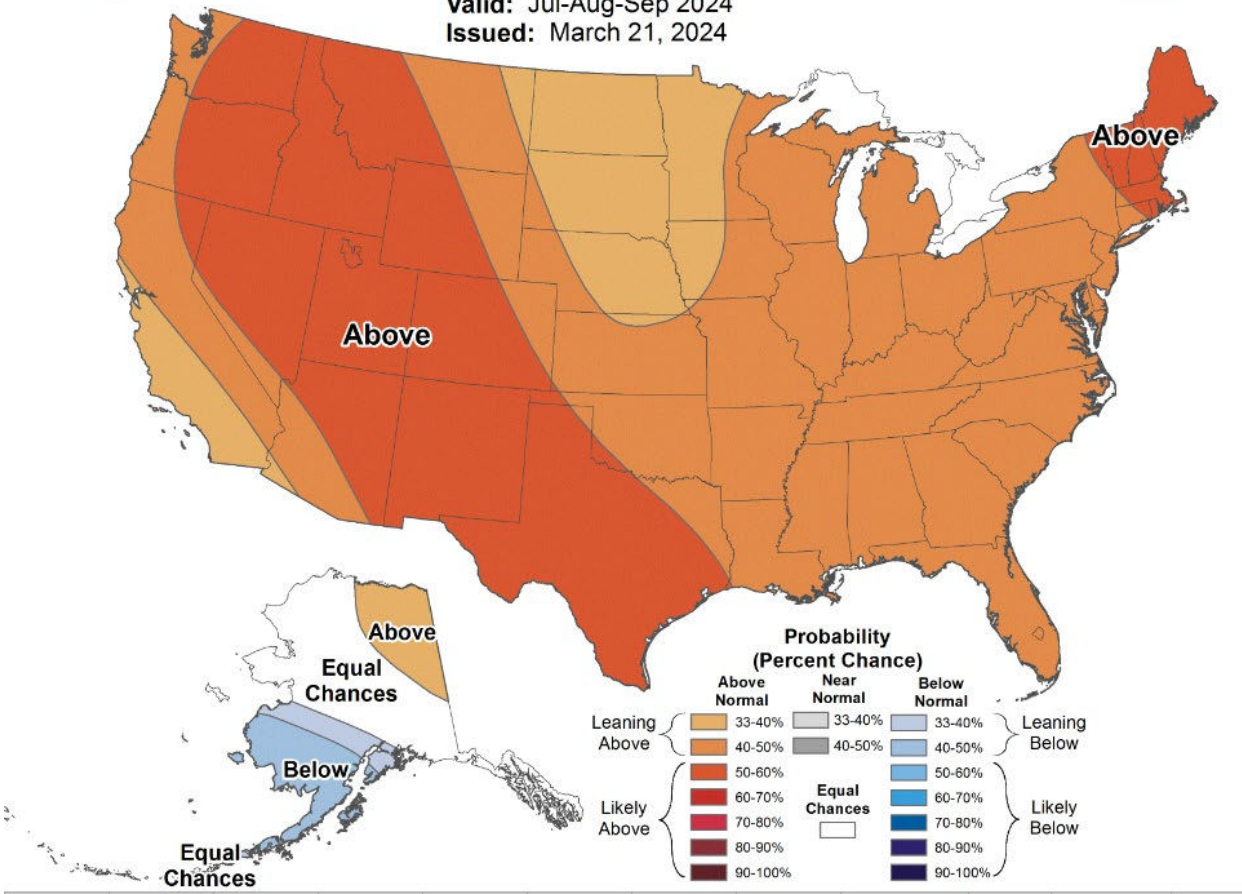 Valid: Jul-Aug-Sep 2024
Issued: March 21, 2024
Above
Above
Above
Equal
Chances
Below
Equal
Chances
Probability
(Percent Chance)
Above
Normal
Near
Normal
Below
Normal
Leaning
Above
33-40%
40-50%
33-40%
40-50%
33-40%
40-50%
Leaning
Below
Likely
Above
50-60%
60-70%
70-80%
80-90%
90-100%
Equal
Chances
50-60%
60-70%
70-80%
80-90%
90-100%
Likely
Below